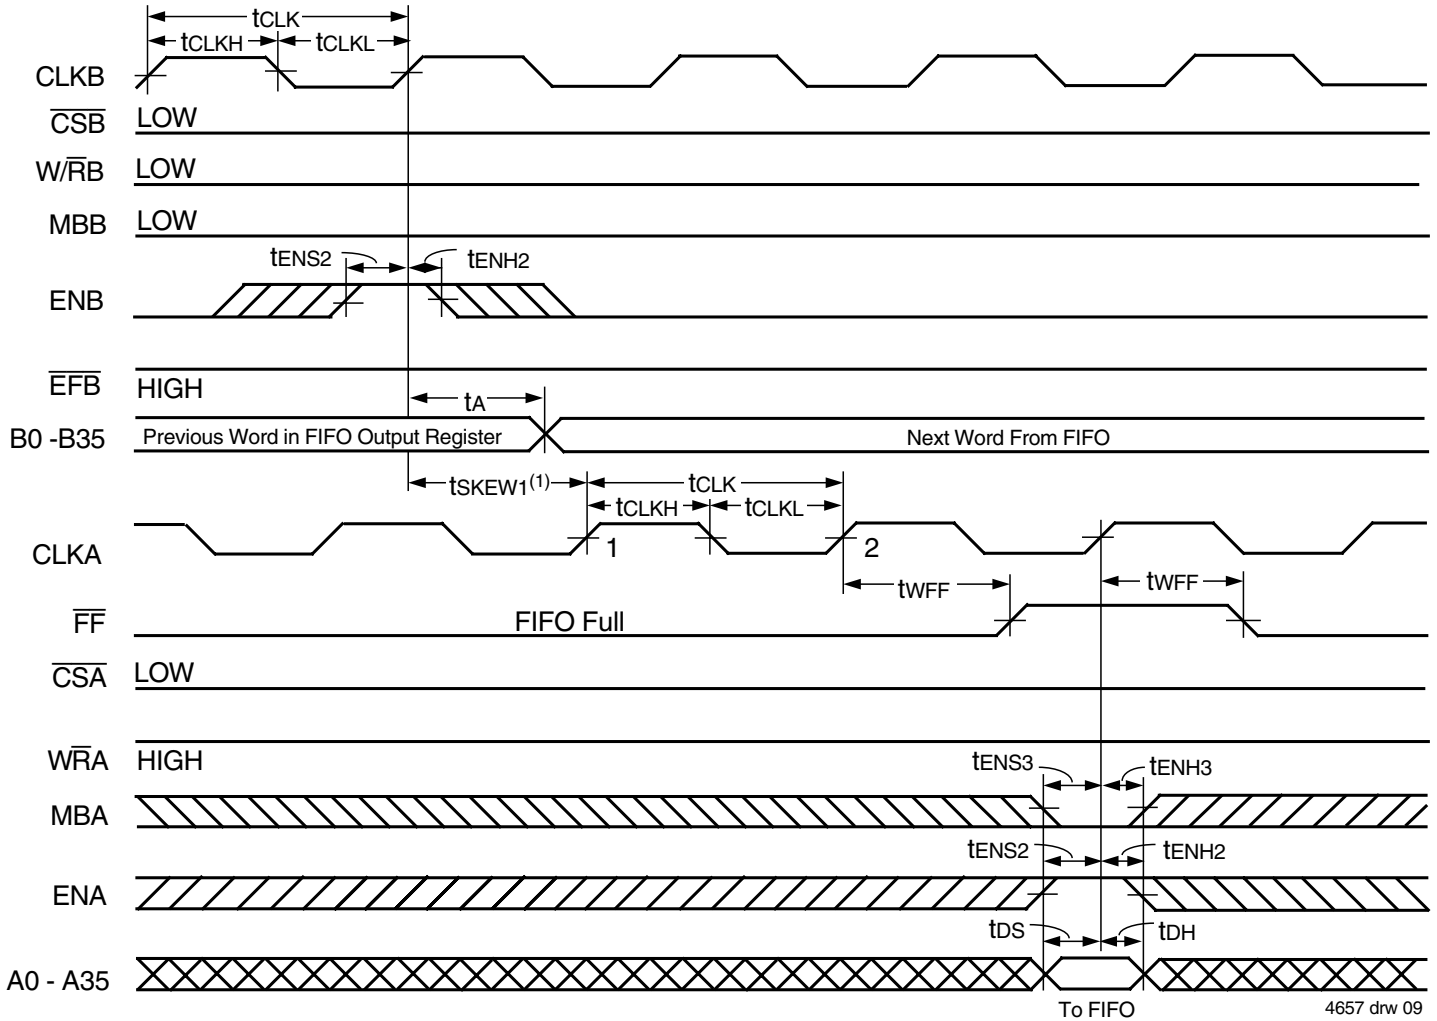 tCLK
tCLKH tCLKL
CLKB
CSB LOW
W/RB LOW
MBB LOW
tENS2 tENH2
ENB
EFB HIGH
tA
B0 -B35 Previous Word in FIFO Output Register Next Word From FIFO
tSKEW1(1) tCLK
tCLKH tCLKL
CLKA 1 2
tWFF tWFF
FF FIFO Full
CSA LOW
WRA HIGH
tENS3 tENH3
MBA
tENS2 tENH2
ENA
tDS tDH
A0 - A35
To FIFO 4657 drw 09